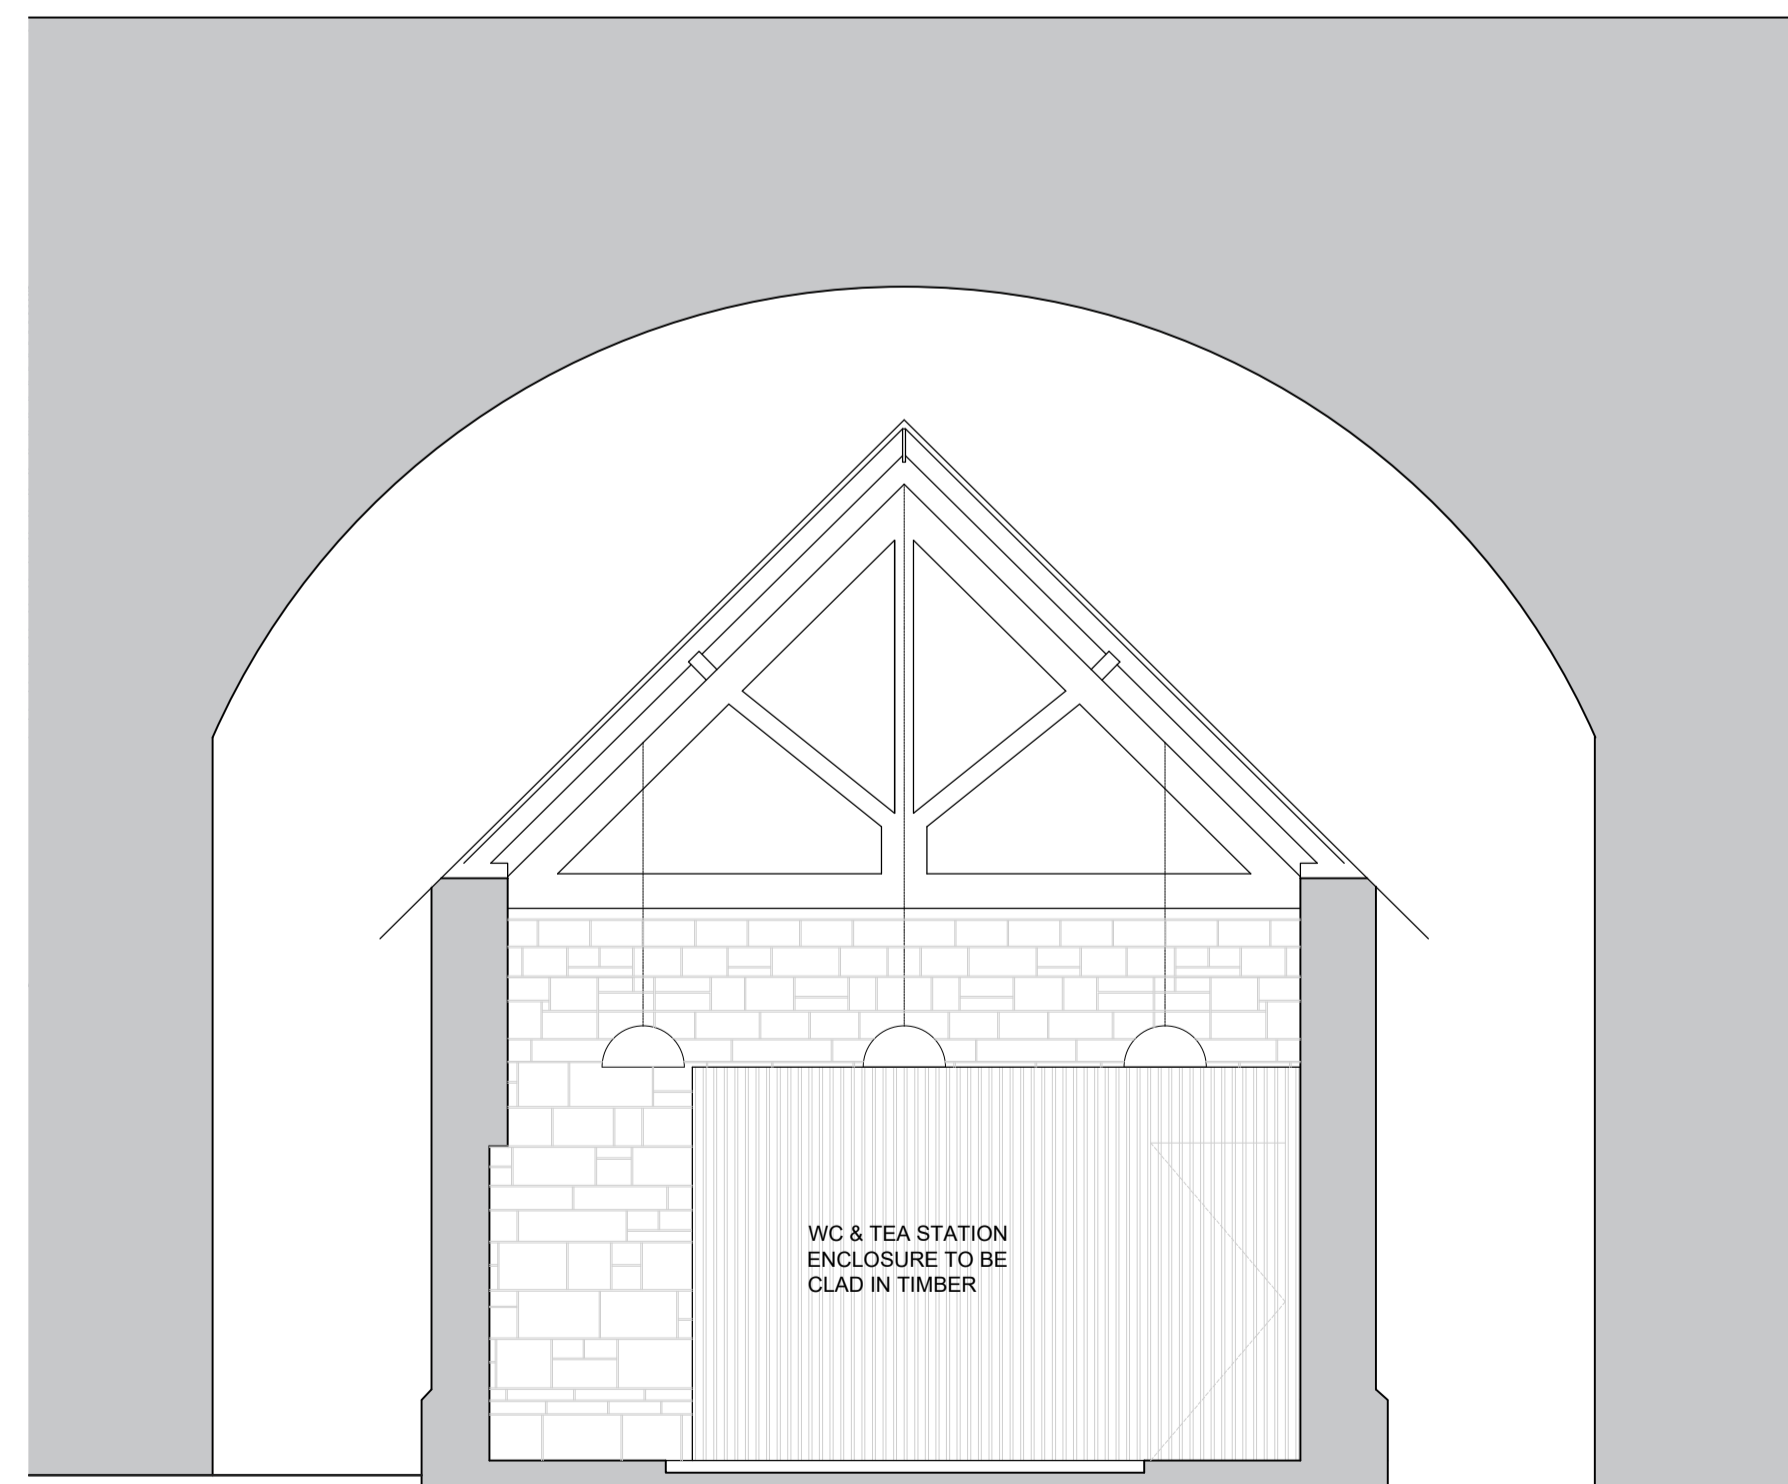 WC & TEA STATION
ENCLOSURE TO BE
CLAD IN TIMBER